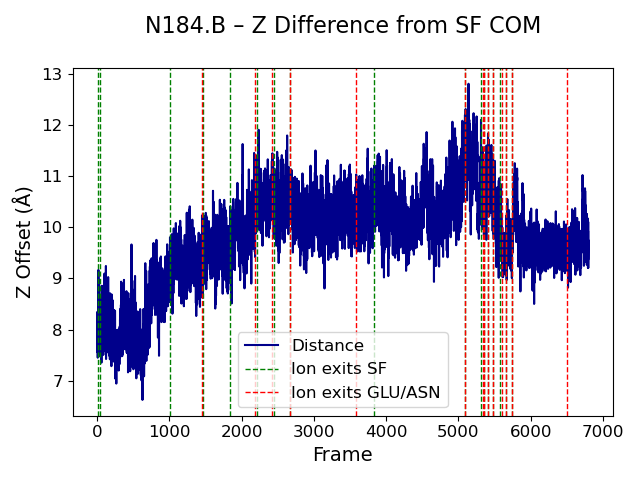 N184.B – Z Difference from SF COM
13
12
11
10
9
8
7
Z Offset (Å)
Distance
Ion exits SF
Ion exits GLU/ASN
0 1000 2000 3000 4000 5000 6000 7000
Frame